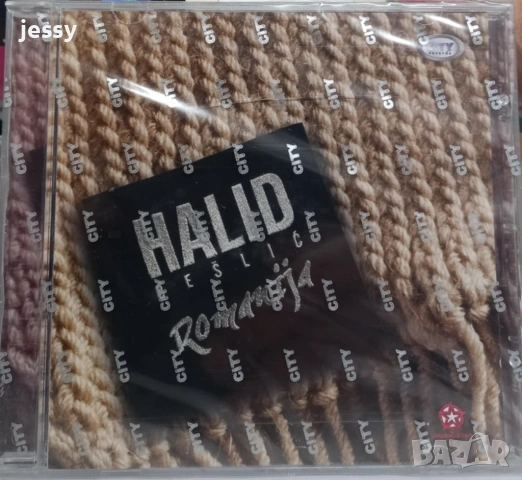 jessy
CITY
HALID
EŠLIĆ
Romanija
BAZAR